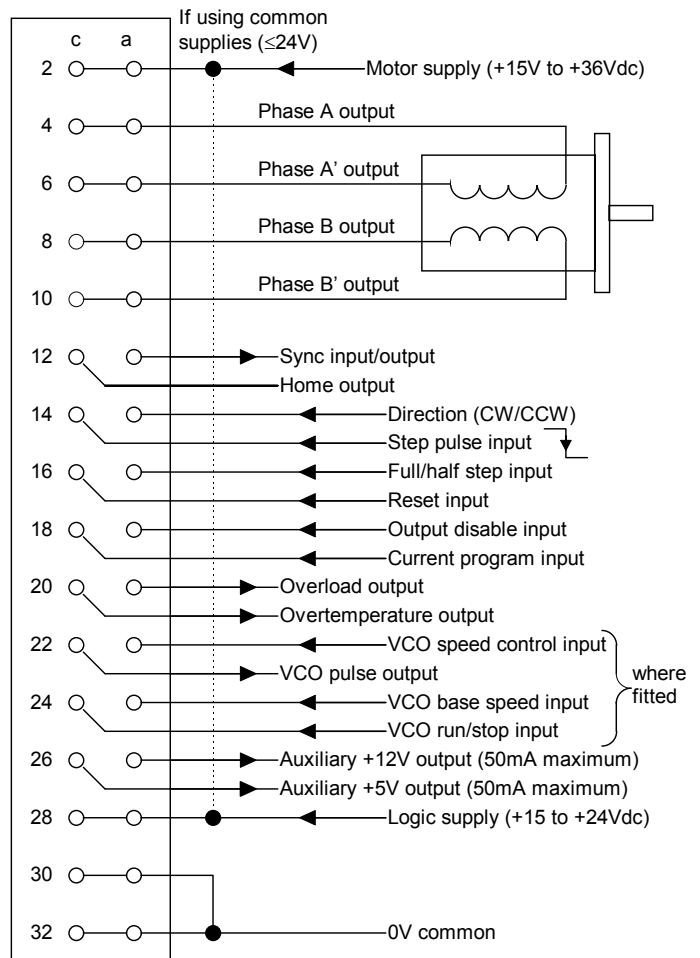 If using common
supplies (≤24V)
c a
2 Motor supply (+15V to +36Vdc)
4 Phase A output
6 Phase A’ output
8 Phase B output
10 Phase B’ output
12 Sync input/output
Home output
14 Direction (CW/CCW)
Step pulse input
16 Full/half step input
Reset input
18 Output disable input
Current program input
20 Overload output
Overtemperature output
22 VCO speed control input
VCO pulse output
where
fitted
24 VCO base speed input
VCO run/stop input
26 Auxiliary +12V output (50mA maximum)
Auxiliary +5V output (50mA maximum)
28 Logic supply (+15 to +24Vdc)
30
32 0V common